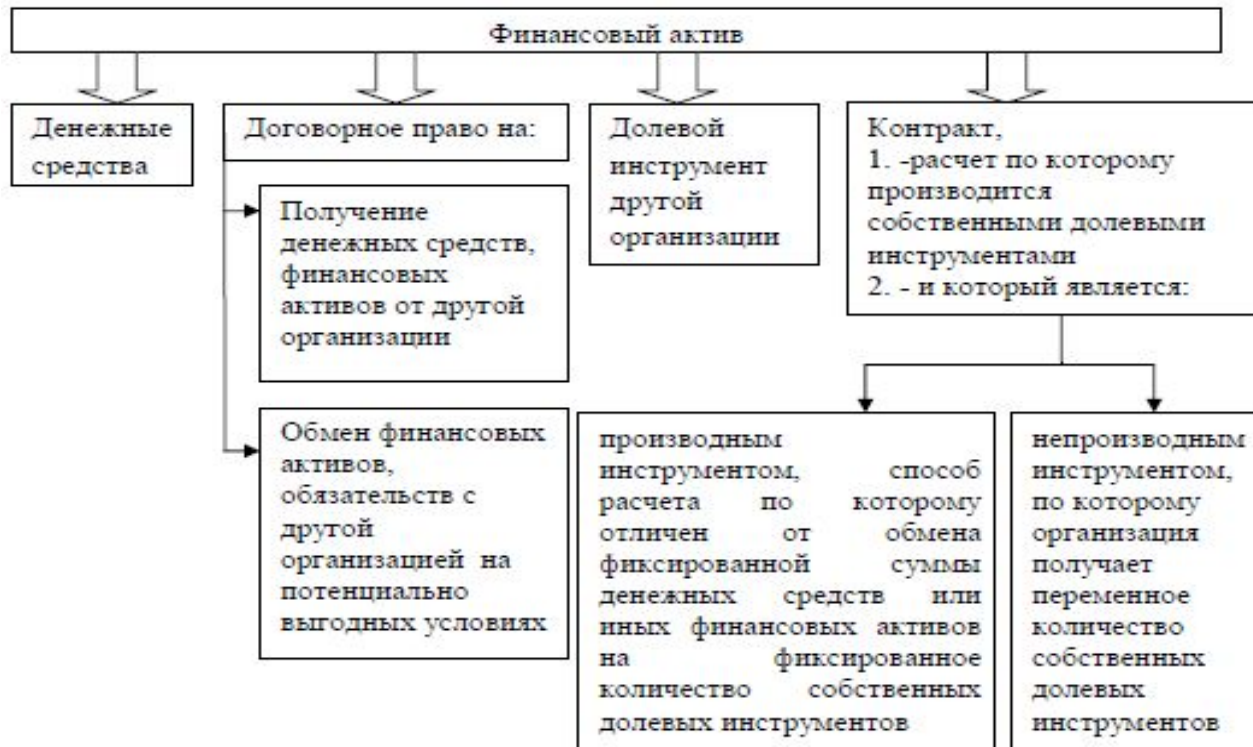 Финансовый актив
Денежные
средства
Договорное право на:
Получение
денежных средств,
финансовых
активов от другой
организации
Обмен финансовых
активов,
обязательств с
другой
организацией на
потенциально
выгодных условиях
Долевой
инструмент
другой
организации
Контракт,
1. -расчет по которому
производится
собственными долевыми
инструментами
2. - и который является:
производным
инструментом, способ
расчета по которому
отличен от обмена
фиксированной суммы
денежных средств или
иных финансовых активов
на фиксированное
количество собственных
долевых инструментов
непроизводным
инструментом,
по которому
организация
получает
переменное
количество
собственных
долевых
инструментов